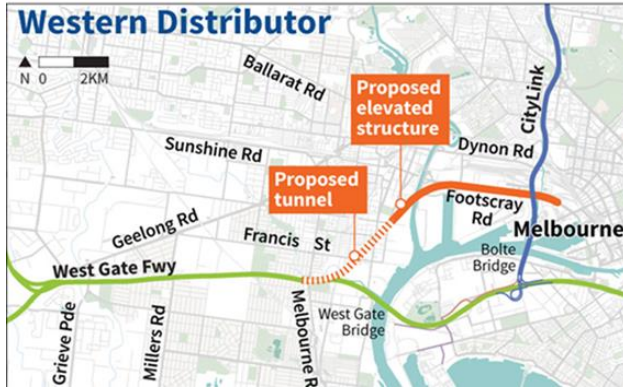 Western Distributor
N 0 2KM
Ballarat Rd
Proposed
elevated
structure
CityLink
Sunshine Rd
Dynon Rd
Proposed
tunnel
Footscray
Rd
Geelong Rd
Francis St
Melbourne
Bolte
Bridge
West Gate Fwy
West Gate
Bridge
Grieve Pde
Millers Rd
Melbourne R